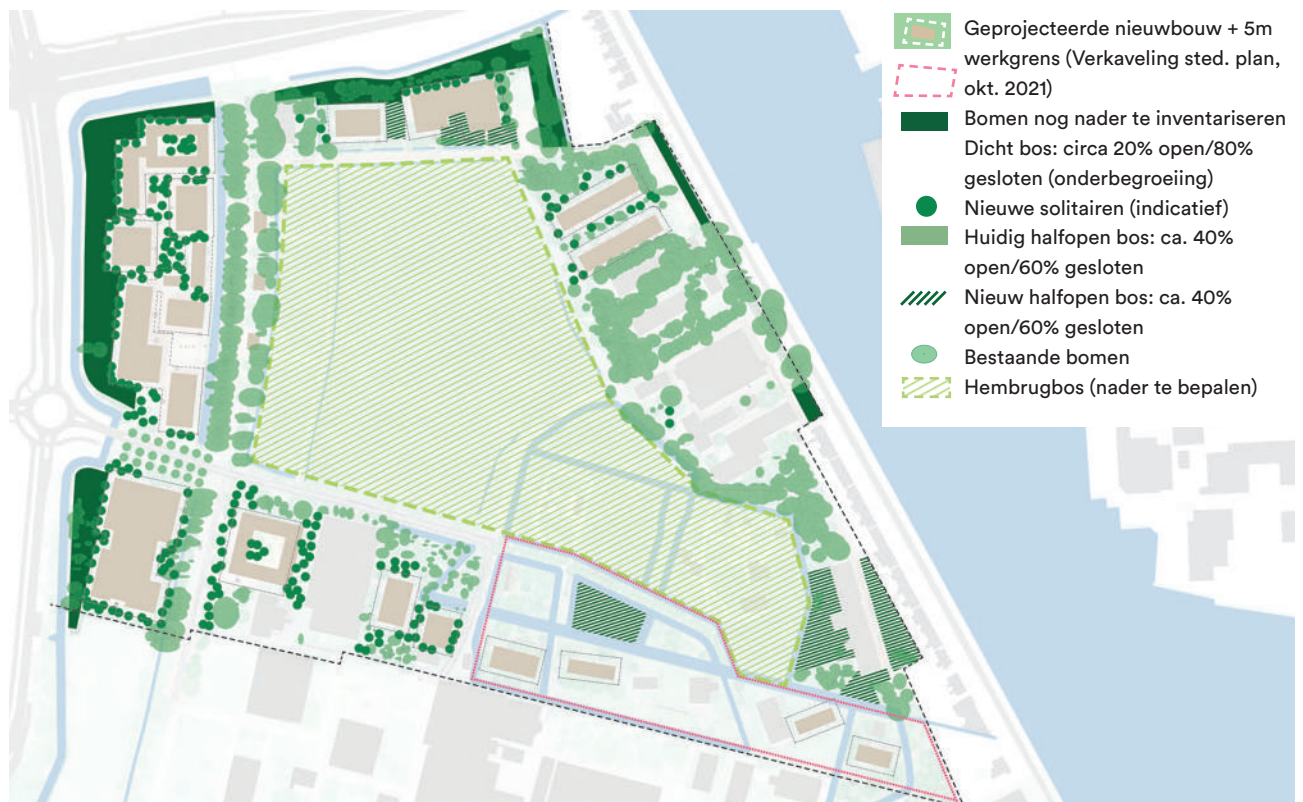 Geprojecteerde nieuwbouw + 5m
werkgrens (Verkaveling sted. plan,
okt. 2021)
Bomen nog nader te inventariseren
Dicht bos: circa 20% open/80%
gesloten (onderbegroeiing)
Nieuwe solitairen (indicatief)
Huidig halfopen bos: ca. 40%
open/60% gesloten
Nieuw halfopen bos: ca. 40%
open/60% gesloten
Bestaande bomen
Hembrugbos (nader te bepalen)